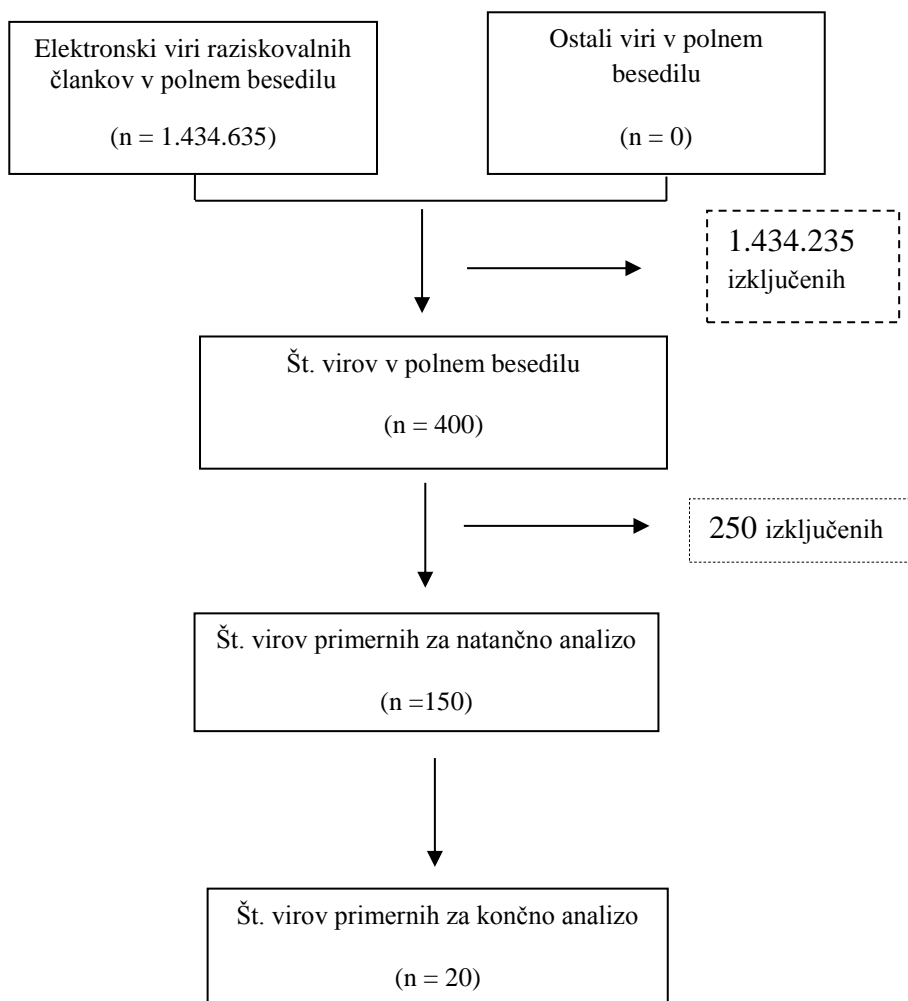 Elektronski viri raziskovalnih
člankov v polnem besedilu
(n = 1.434.635)
Ostali viri v polnem
besedilu
(n = 0)
1.434.235
izključenih
Št. virov v polnem besedilu
(n = 400)
250 izključenih
Št. virov primernih za natančno analizo
(n =150)
Št. virov primernih za končno analizo
(n = 20)